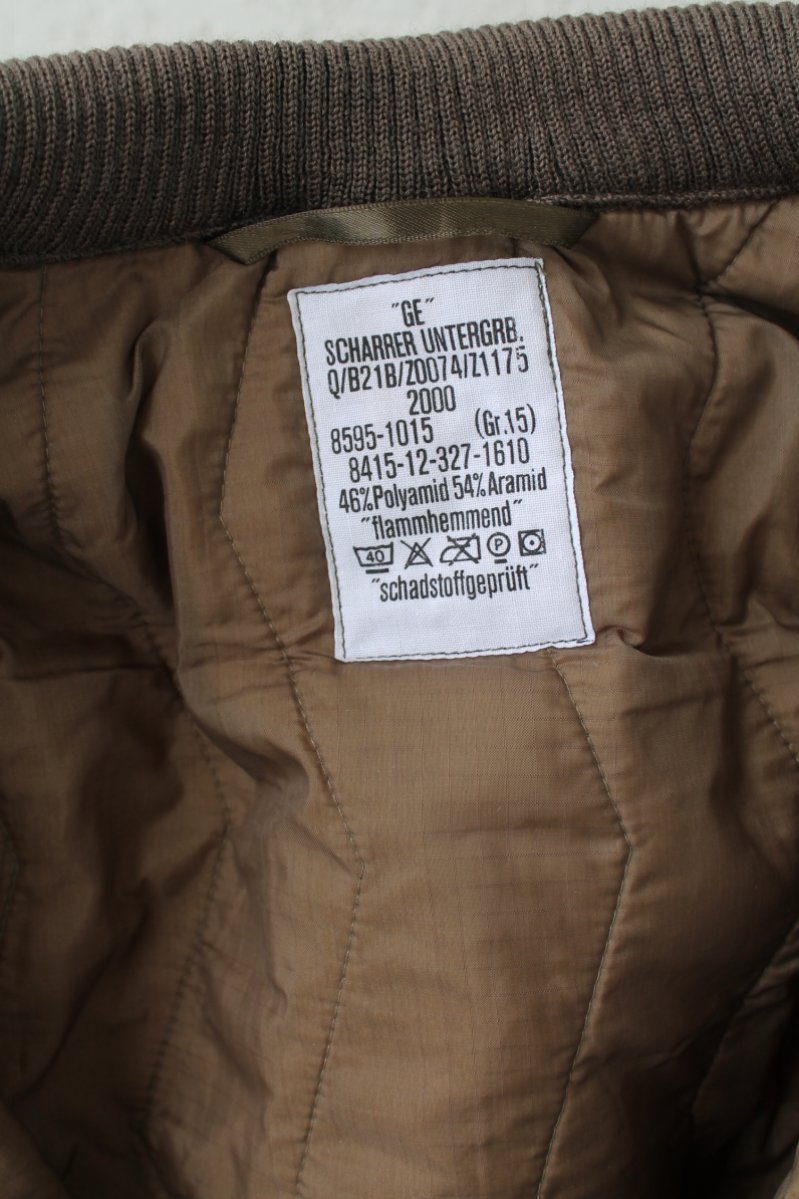 "GE"
SCHARRER UNTERGRB.
Q/B21B/Z0074/Z1175
2000
8595-1015 (Gr.15)
8415-12-327-1610
46%Polyamid 54%Aramid
"flammhemmend"
40 P
"schadstoffgeprüft"